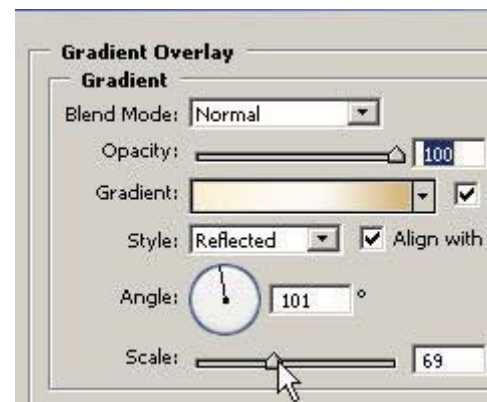 Gradient Overlay
Gradient
Blend Mode: Normal
Opacity: 100
Gradient:
Style: Reflected Align with
Angle: 101 °
Scale: 69